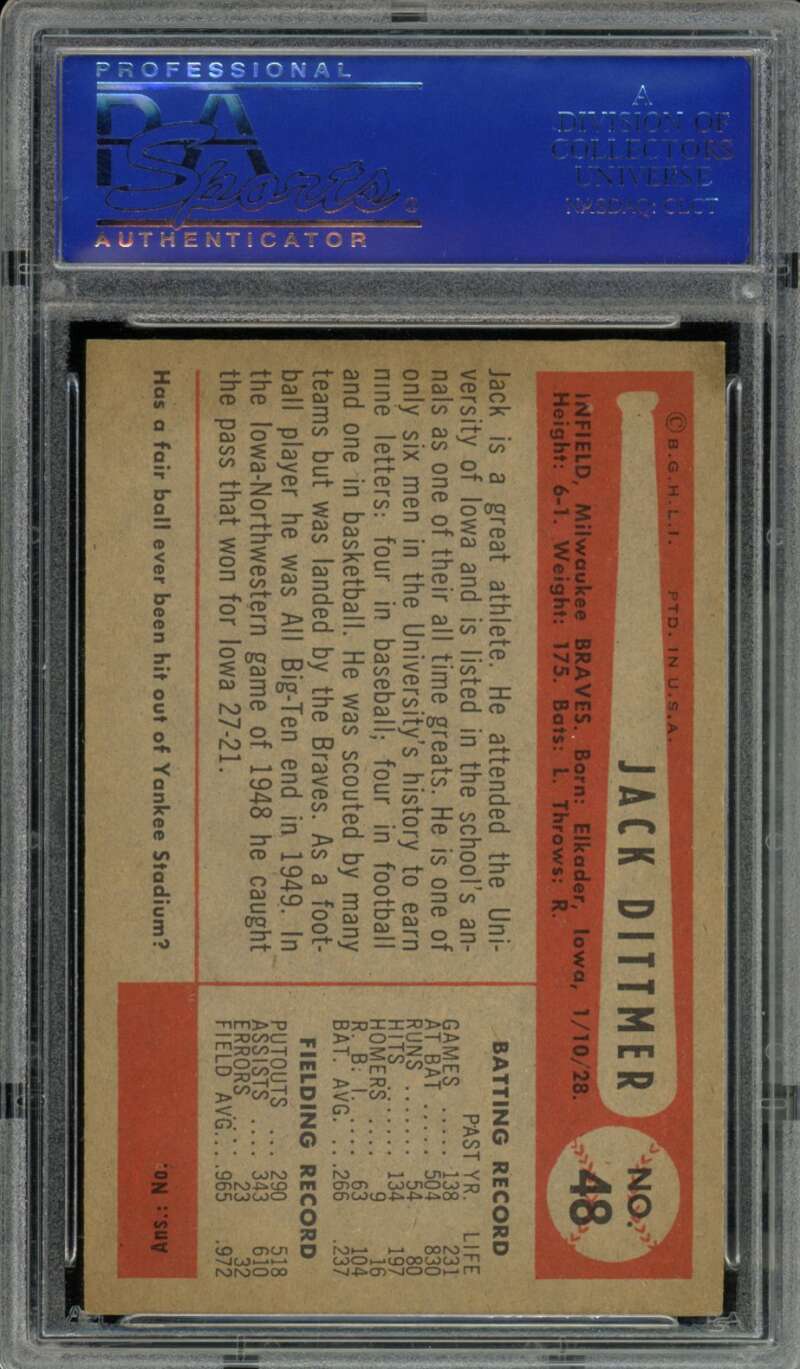 PROFESSIONAL
PSA
Sports
AUTHENTICATOR
A
DIVISION OF
COLLECTORS
UNIVERSE
NASDAQ: CLCT
© B.G.H.L.I. PTD. IN U.S.A.
JACK DITTMER
NO.
48
INFIELD, Milwaukee BRAVES. Born: Elkader, Iowa, 1/10/28.
Height: 6-1. Weight: 175. Bats: L. Throws: R.
Jack is a great athlete. He attended the Uni-
versity of Iowa and is listed in the school's an-
nals as one of their all time greats. He is one of
only six men in the University's history to earn
nine letters: four in baseball; four in football
and one in basketball. He was scouted by many
teams but was landed by the Braves. As a foot-
ball player he was All Big-Ten end in 1949. In
the Iowa-Northwestern game of 1948 he caught
the pass that won for Iowa 27-21.
BATTING RECORD
PAST YR. LIFE
GAMES ..... 138 231
AT BAT ..... 504 830
RUNS ....... 54 80
HITS ....... 134 197
HOMERS .... 9 16
R. B. I. ..... 63 104
BAT. AVG. ... .266 .237
FIELDING RECORD
PUTOUTS ... 290 518
ASSISTS .... 343 610
ERRORS .... 23 32
FIELD AVG... .965 .972
Has a fair ball ever been hit out of Yankee Stadium?
Ans.: No.